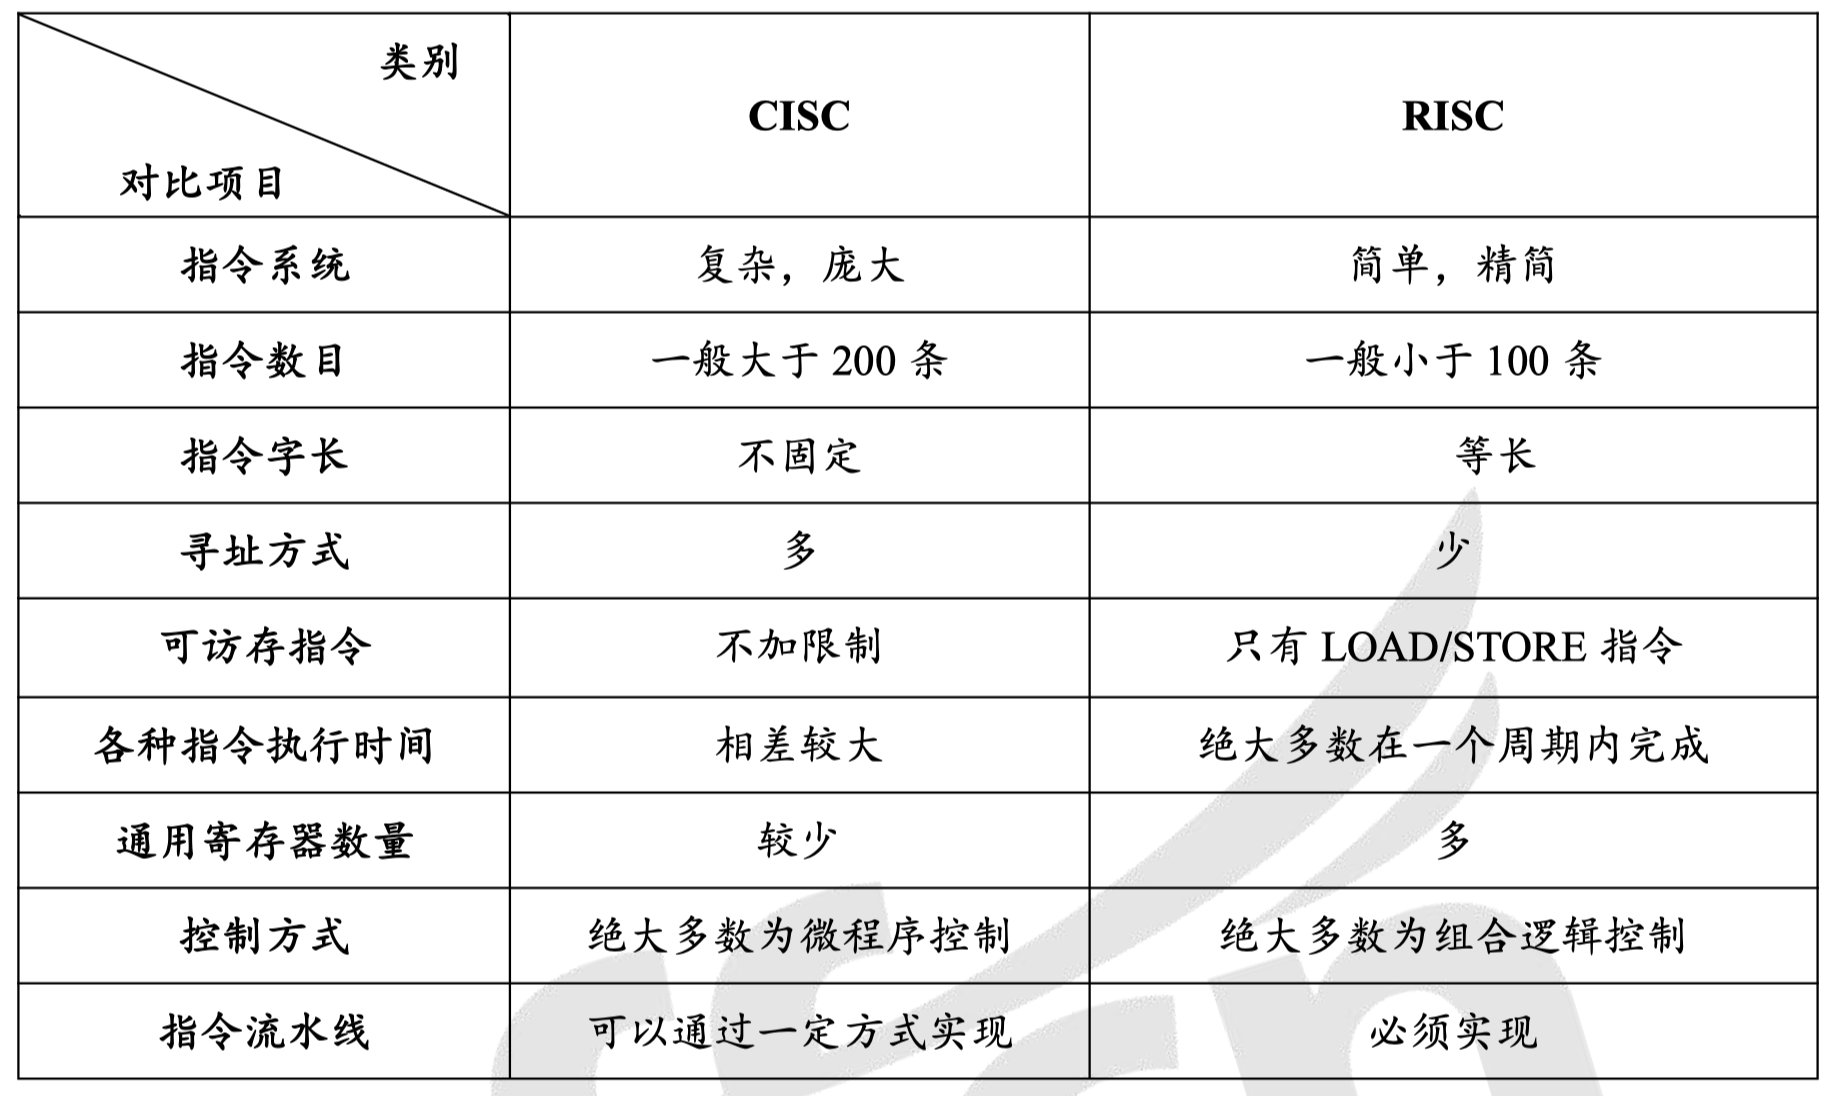 类别
对比项目
CISC
RISC
指令系统 复杂，庞大 简单，精简
指令数目 一般大于 200 条 一般小于 100 条
指令字长 不固定 等长
寻址方式 多 少
可访存指令 不加限制 只有 LOAD/STORE 指令
各种指令执行时间 相差较大 绝大多数在一个周期内完成
通用寄存器数量 较少 多
控制方式 绝大多数为微程序控制 绝大多数为组合逻辑控制
指令流水线 可以通过一定方式实现 必须实现